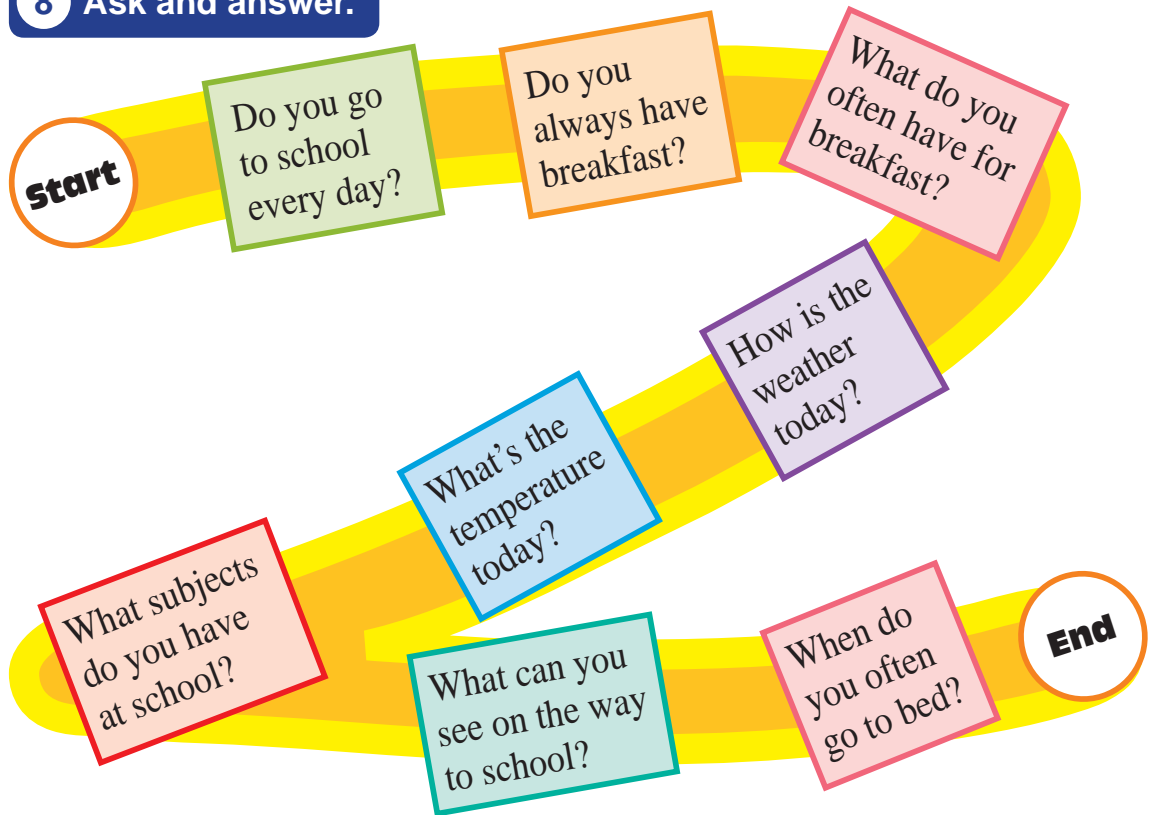 8 Ask and answer.
Start
Do you go
to school
every day?
Do you
always have
breakfast?
What do you
often have for
breakfast?
How is the
weather
today?
What's the
temperature
today?
What subjects
do you have
at school?
What can you
see on the way
to school?
When do
you often
go to bed?
End